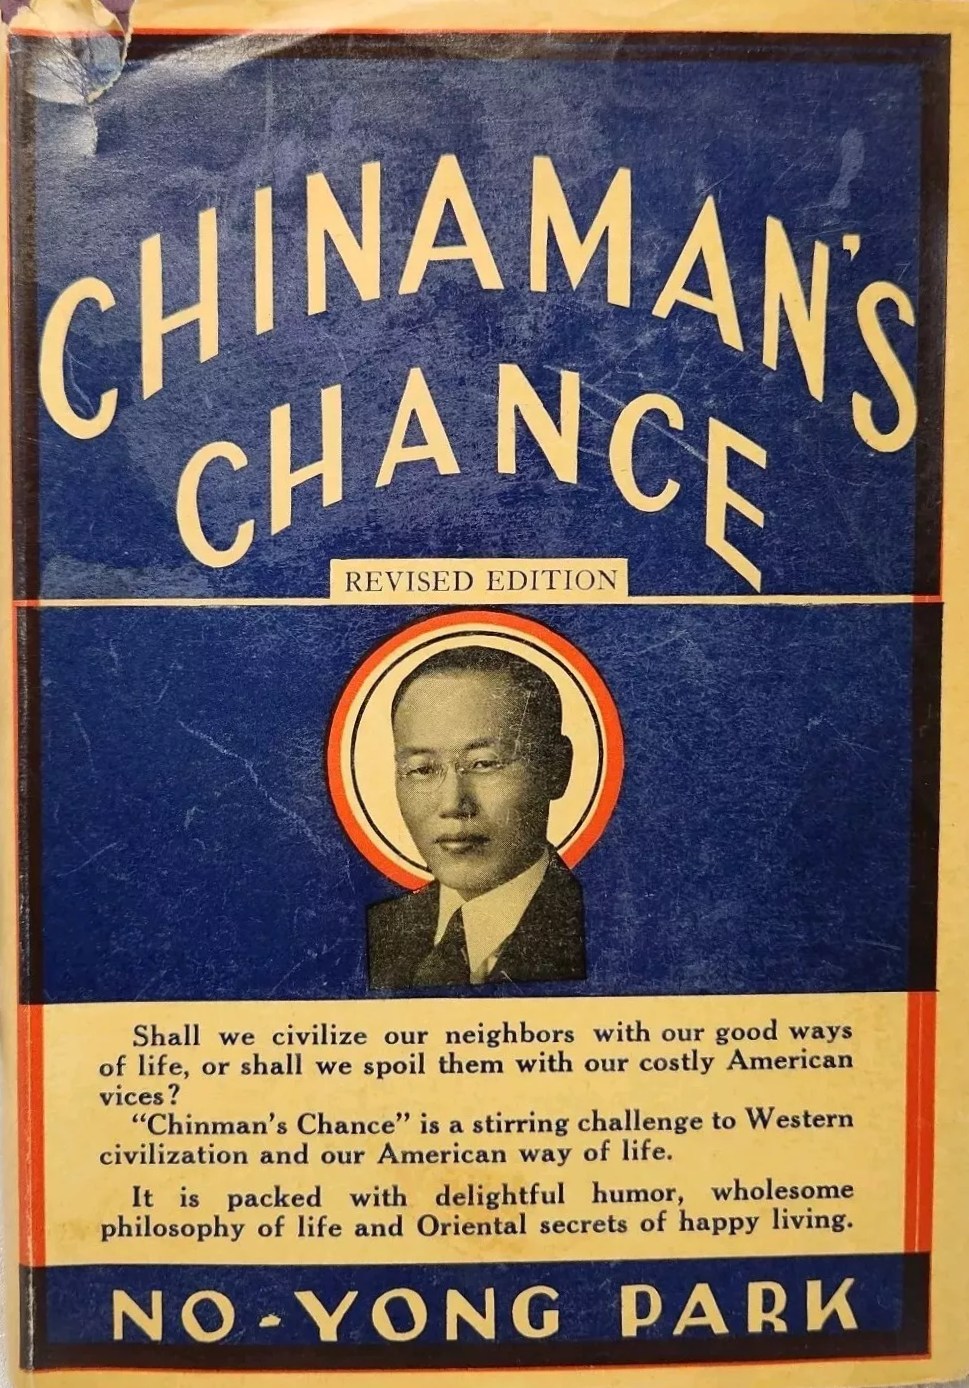 CHINAMAN'S
CHANCE
REVISED EDITION
Shall we civilize our neighbors with our good ways
of life, or shall we spoil them with our costly American
vices?
"Chinman's Chance" is a stirring challenge to Western
civilization and our American way of life.
It is packed with delightful humor, wholesome
philosophy of life and Oriental secrets of happy living.
NO-YONG PARK